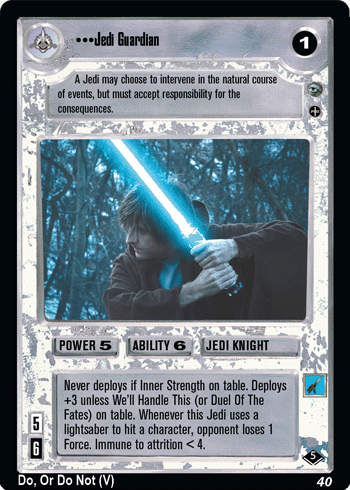 •••Jedi Guardian
1
A Jedi may choose to intervene in the natural course
of events, but must accept responsibility for the
consequences.
POWER 5 ABILITY 6 JEDI KNIGHT
Never deploys if Inner Strength on table. Deploys
+3 unless We'll Handle This (or Duel Of The
Fates) on table. Whenever this Jedi uses a
lightsaber to hit a character, opponent loses 1
Force. Immune to attrition < 4.
5
6
5
Do, Or Do Not (V)
40